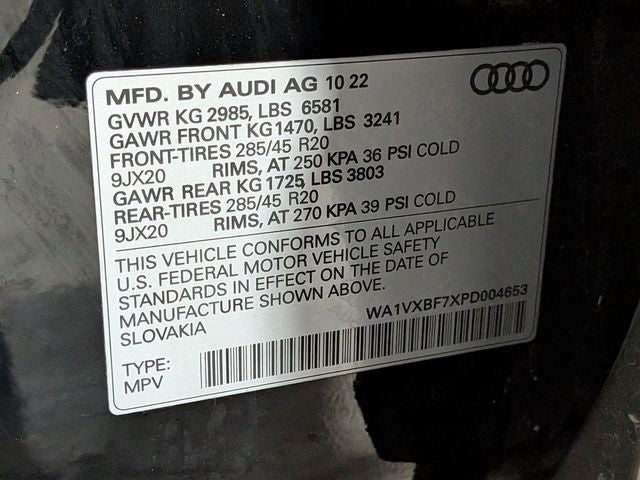 MFD. BY AUDI AG 10 22
GVWR KG 2985, LBS 6581
GAWR FRONT KG 1470, LBS 3241
FRONT-TIRES 285/45 R20
9JX20 RIMS, AT 250 KPA 36 PSI COLD
GAWR REAR KG 1725, LBS 3803
REAR-TIRES 285/45 R20
9JX20 RIMS, AT 270 KPA 39 PSI COLD
THIS VEHICLE CONFORMS TO ALL APPLICABLE
U.S. FEDERAL MOTOR VEHICLE SAFETY
STANDARDS IN EFFECT ON THE DATE OF
MANUFACTURE SHOWN ABOVE.
SLOVAKIA
WA1VXBF7XPD004653
TYPE:
MPV